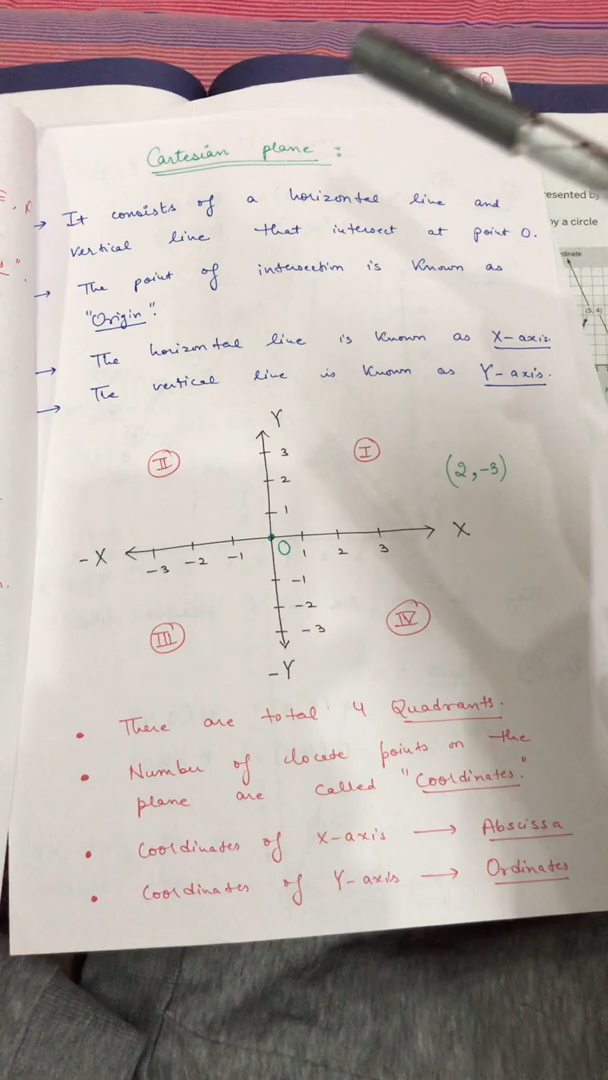 Cartesian plane :
→ It consists of a horizontal line and
vertical line that intersect at point O.
→ The point of intersection is known as
"Origin".
→ The horizontal line is known as X-axis.
→ The vertical line is known as Y-axis.
Y
II
I
3
2
1
(2, -3)
-X
-3 -2 -1
O
1 2 3
X
-1
-2
-3
III
IV
-Y
• There are total 4 Quadrants.
• Number of locate points on the
plane are called "Coordinates."
• Coordinates of X-axis → Abscissa
• Coordinates of Y-axis → Ordinates
esented by
by a circle
dinate
(5, 4)